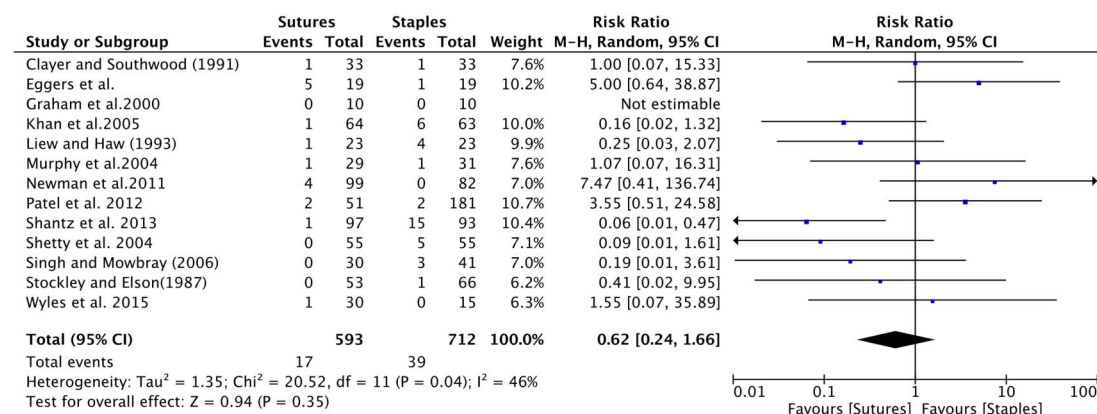 Sutures Staples Risk Ratio Risk Ratio
Study or Subgroup Events Total Events Total Weight M-H, Random, 95% CI M-H, Random, 95% CI
Clayer and Southwood (1991) 1 33 1 33 7.6% 1.00 [0.07, 15.33]
Eggers et al. 5 19 1 19 10.2% 5.00 [0.64, 38.87]
Graham et al.2000 0 10 0 10 Not estimable
Khan et al.2005 1 64 6 63 10.0% 0.16 [0.02, 1.32]
Liew and Haw (1993) 1 23 4 23 9.9% 0.25 [0.03, 2.07]
Murphy et al.2004 1 29 1 31 7.6% 1.07 [0.07, 16.31]
Newman et al.2011 4 99 0 82 7.0% 7.47 [0.41, 136.74]
Patel et al. 2012 2 51 2 181 10.7% 3.55 [0.51, 24.58]
Shantz et al. 2013 1 97 15 93 10.4% 0.06 [0.01, 0.47]
Shetty et al. 2004 0 55 5 55 7.1% 0.09 [0.01, 1.61]
Singh and Mowbray (2006) 0 30 3 41 7.0% 0.19 [0.01, 3.61]
Stockley and Elson(1987) 0 53 1 66 6.2% 0.41 [0.02, 9.95]
Wyles et al. 2015 1 30 0 15 6.3% 1.55 [0.07, 35.89]
Total (95% CI) 593 712 100.0% 0.62 [0.24, 1.66]
Total events 17 39
Heterogeneity: Tau² = 1.35; Chi² = 20.52, df = 11 (P = 0.04); I² = 46%
Test for overall effect: Z = 0.94 (P = 0.35)
0.01 0.1 1 10 100
Favours [Sutures] Favours [Staples]